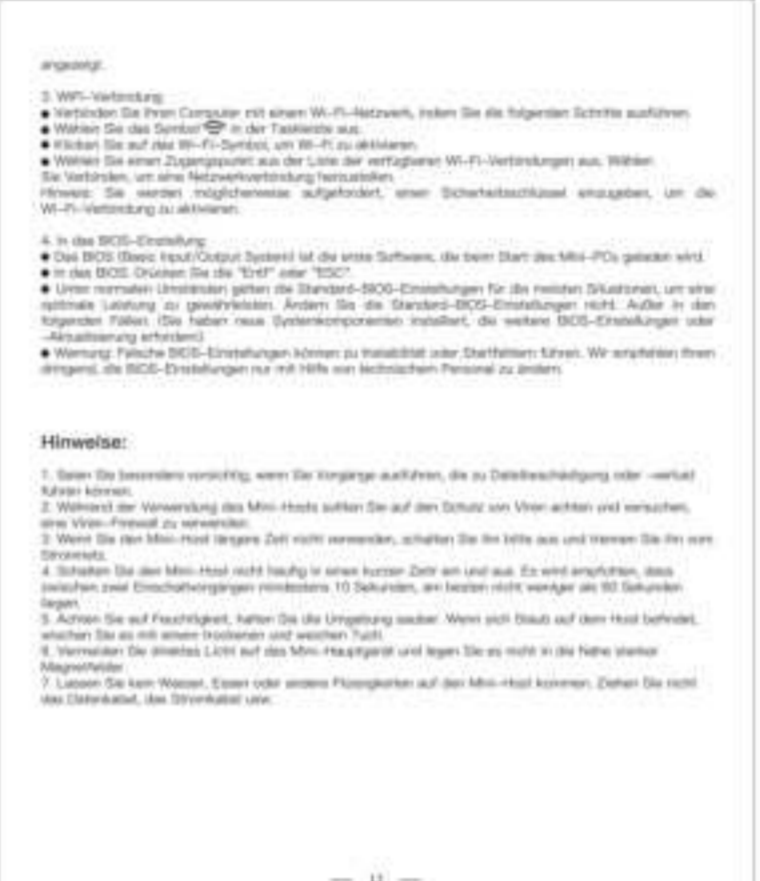 angezeigt.
3. WiFi-Verbindung
● Verbinden Sie Ihren Computer mit einem Wi-Fi-Netzwerk, indem Sie die folgenden Schritte ausführen:
● Wählen Sie das Symbol in der Taskleiste aus.
● Klicken Sie auf das Wi-Fi-Symbol, um Wi-Fi zu aktivieren.
● Wählen Sie einen Zugangspunkt aus der Liste der verfügbaren Wi-Fi-Verbindungen aus. Wählen
Sie Verbinden, um eine Netzwerkverbindung herzustellen.
Hinweis: Sie werden möglicherweise aufgefordert, einen Sicherheitsschlüssel einzugeben, um die
Wi-Fi-Verbindung zu aktivieren.
4. In das BIOS-Einstellung
● Das BIOS (Basic Input/Output System) ist die erste Software, die beim Start des Mini-PCs geladen wird.
● In das BIOS: Drücken Sie die "Entf" oder "ESC".
● Unter normalen Umständen gelten die Standard-BIOS-Einstellungen für die meisten Situationen, um eine
optimale Leistung zu gewährleisten. Ändern Sie die Standard-BIOS-Einstellungen nicht. Außer in den
folgenden Fällen: (Sie haben neue Systemkomponenten installiert, die weitere BIOS-Einstellungen oder
-Aktualisierung erfordern).
● Warnung: Falsche BIOS-Einstellungen können zu Instabilität oder Startfehlern führen. Wir empfehlen Ihnen
dringend, die BIOS-Einstellungen nur mit Hilfe von technischem Personal zu ändern.
Hinweise:
1. Seien Sie besonders vorsichtig, wenn Sie Vorgänge ausführen, die zu Dateibeschädigung oder -verlust
führen können.
2. Während der Verwendung des Mini-Hosts sollten Sie auf den Schutz von Viren achten und versuchen,
eine Viren-Firewall zu verwenden.
3. Wenn Sie den Mini-Host längere Zeit nicht verwenden, schalten Sie ihn bitte aus und trennen Sie ihn vom
Stromnetz.
4. Schalten Sie den Mini-Host nicht häufig in einer kurzen Zeit ein und aus. Es wird empfohlen, dass
zwischen zwei Einschaltvorgängen mindestens 10 Sekunden, am besten nicht weniger als 60 Sekunden
liegen.
5. Achten Sie auf Feuchtigkeit, halten Sie die Umgebung sauber. Wenn sich Staub auf dem Host befindet,
wischen Sie es mit einem trockenen und weichen Tuch.
6. Vermeiden Sie direktes Licht auf das Mini-Hauptgerät und legen Sie es nicht in die Nähe starker
Magnetfelder.
7. Lassen Sie kein Wasser, Essen oder andere Flüssigkeiten auf den Mini-Host kommen. Ziehen Sie nicht
das Datenkabel, das Stromkabel usw.